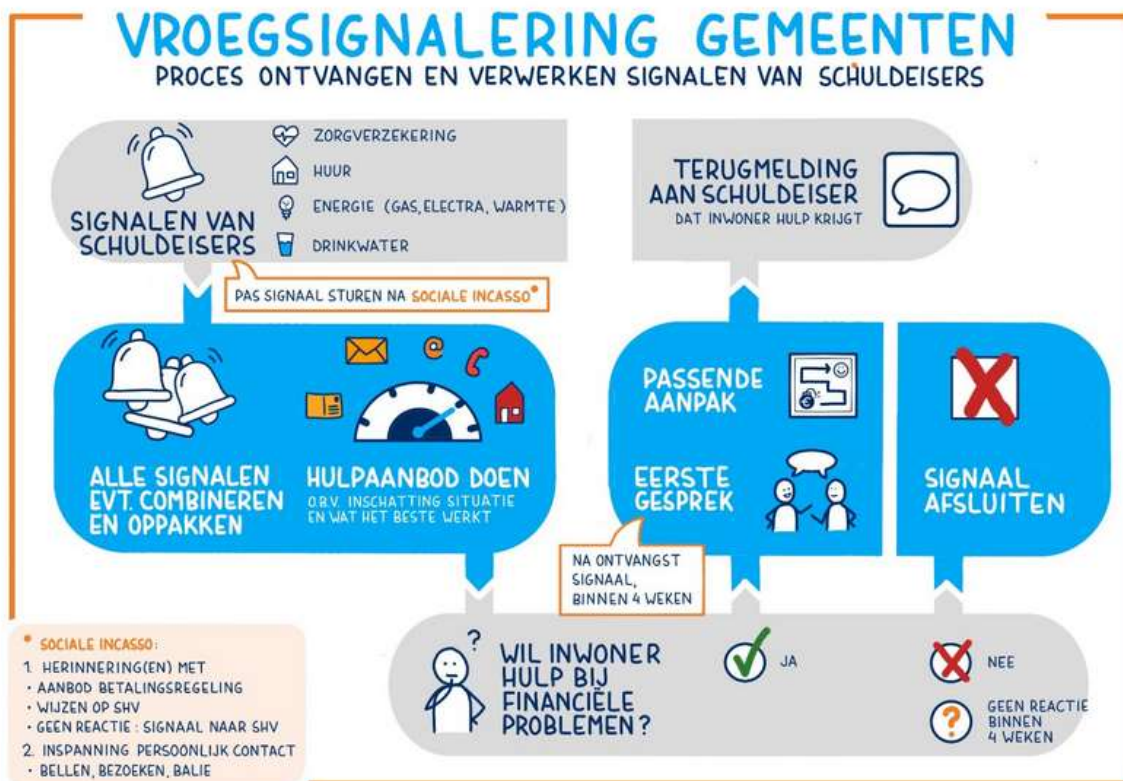 VROEGSIGNALERING GEMEENTEN
PROCES ONTVANGEN EN VERWERKEN SIGNALEN VAN SCHULDEISERS
SIGNALEN VAN
SCHULDEISERS
ZORGVERZEKERING
HUUR
ENERGIE (GAS, ELECTRA, WARMTE)
DRINKWATER
PAS SIGNAAL STUREN NA SOCIALE INCASSO*
ALLE SIGNALEN
EVT. COMBINEREN
EN OPPAKKEN
@
HULPAANBOD DOEN
O.B.V. INSCHATTING SITUATIE
EN WAT HET BESTE WERKT
?
WIL INWONER
HULP BIJ
FINANCIËLE
PROBLEMEN?
JA
NEE
?
GEEN REACTIE
BINNEN
4 WEKEN
EERSTE
GESPREK
NA ONTVANGST
SIGNAAL,
BINNEN 4 WEKEN
PASSENDE
AANPAK
€
TERUGMELDING
AAN SCHULDEISER
DAT INWONER HULP KRIJGT
SIGNAAL
AFSLUITEN
* SOCIALE INCASSO:
1. HERINNERING(EN) MET
• AANBOD BETALINGSREGELING
• WIJZEN OP SHV
• GEEN REACTIE: SIGNAAL NAAR SHV
2. INSPANNING PERSOONLIJK CONTACT
• BELLEN, BEZOEKEN, BALIE